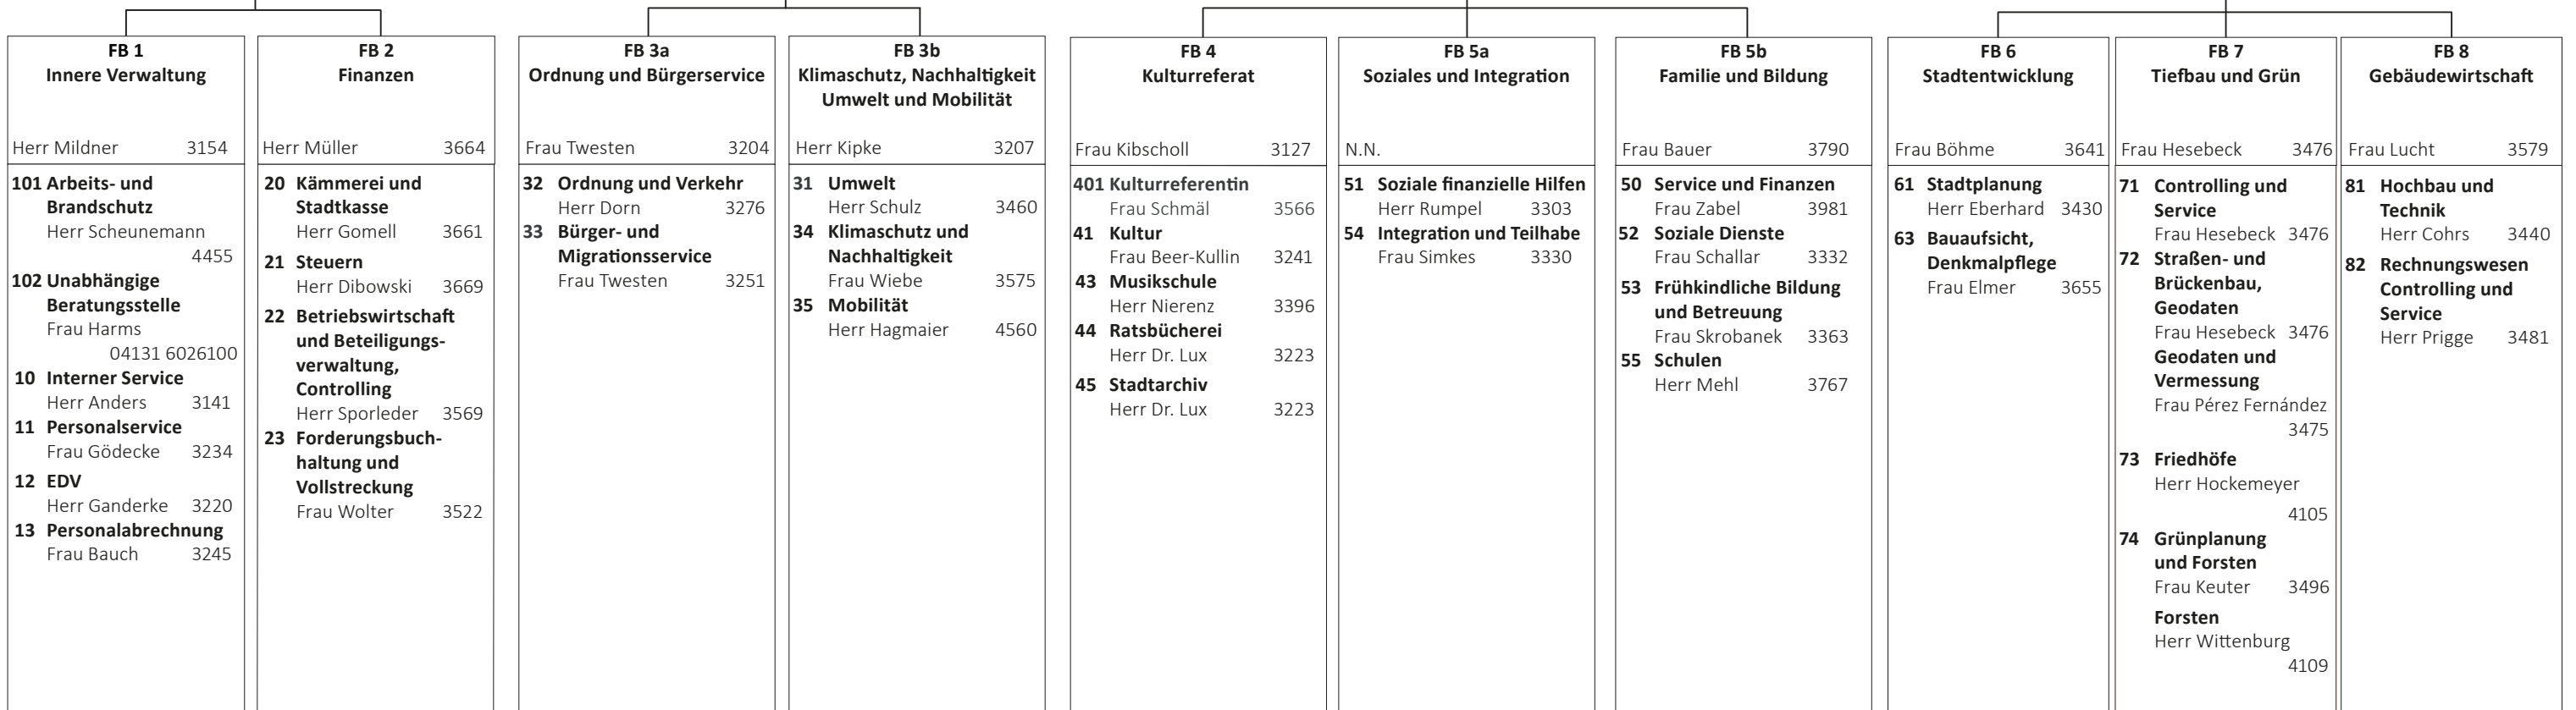 FB 1
Innere Verwaltung
Herr Mildner 3154
101 Arbeits- und
Brandschutz
Herr Scheunemann
4455
102 Unabhängige
Beratungsstelle
Frau Harms
04131 6026100
10 Interner Service
Herr Anders 3141
11 Personalservice
Frau Gödecke 3234
12 EDV
Herr Ganderke 3220
13 Personalabrechnung
Frau Bauch 3245
FB 2
Finanzen
Herr Müller 3664
20 Kämmerei und
Stadtkasse
Herr Gomell 3661
21 Steuern
Herr Dibowski 3669
22 Betriebswirtschaft
und Beteiligungs-
verwaltung,
Controlling
Herr Sporleder 3569
23 Forderungsbuch-
haltung und
Vollstreckung
Frau Wolter 3522
FB 3a
Ordnung und Bürgerservice
Frau Twesten 3204
32 Ordnung und Verkehr
Herr Dorn 3276
33 Bürger- und
Migrationsservice
Frau Twesten 3251
FB 3b
Klimaschutz, Nachhaltigkeit
Umwelt und Mobilität
Herr Kipke 3207
31 Umwelt
Herr Schulz 3460
34 Klimaschutz und
Nachhaltigkeit
Frau Wiebe 3575
35 Mobilität
Herr Hagmaier 4560
FB 4
Kulturreferat
Frau Kibscholl 3127
401 Kulturreferentin
Frau Schmäl 3566
41 Kultur
Frau Beer-Kullin 3241
43 Musikschule
Herr Nierenz 3396
44 Ratsbücherei
Herr Dr. Lux 3223
45 Stadtarchiv
Herr Dr. Lux 3223
FB 5a
Soziales und Integration
N.N.
51 Soziale finanzielle Hilfen
Herr Rumpel 3303
54 Integration und Teilhabe
Frau Simkes 3330
FB 5b
Familie und Bildung
Frau Bauer 3790
50 Service und Finanzen
Frau Zabel 3981
52 Soziale Dienste
Frau Schallar 3332
53 Frühkindliche Bildung
und Betreuung
Frau Skrobanek 3363
55 Schulen
Herr Mehl 3767
FB 6
Stadtentwicklung
Frau Böhme 3641
61 Stadtplanung
Herr Eberhard 3430
63 Bauaufsicht,
Denkmalpflege
Frau Elmer 3655
FB 7
Tiefbau und Grün
Frau Hesebeck 3476
71 Controlling und
Service
Frau Hesebeck 3476
72 Straßen- und
Brückenbau,
Geodaten
Frau Hesebeck 3476
Geodaten und
Vermessung
Frau Pérez Fernández
3475
73 Friedhöfe
Herr Hockemeyer
4105
74 Grünplanung
und Forsten
Frau Keuter 3496
Forsten
Herr Wittenburg
4109
FB 8
Gebäudewirtschaft
Frau Lucht 3579
81 Hochbau und
Technik
Herr Cohrs 3440
82 Rechnungswesen
Controlling und
Service
Herr Prigge 3481